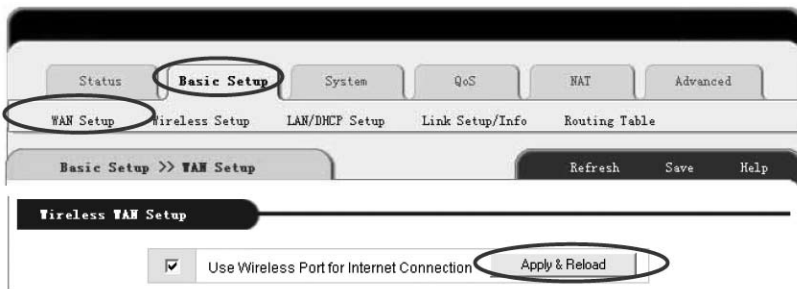 Status Basic Setup System QoS NAT Advanced
WAN Setup Wireless Setup LAN/DHCP Setup Link Setup/Info Routing Table
Basic Setup >> WAN Setup Refresh Save Help
Wireless WAN Setup
Use Wireless Port for Internet Connection Apply & Reload